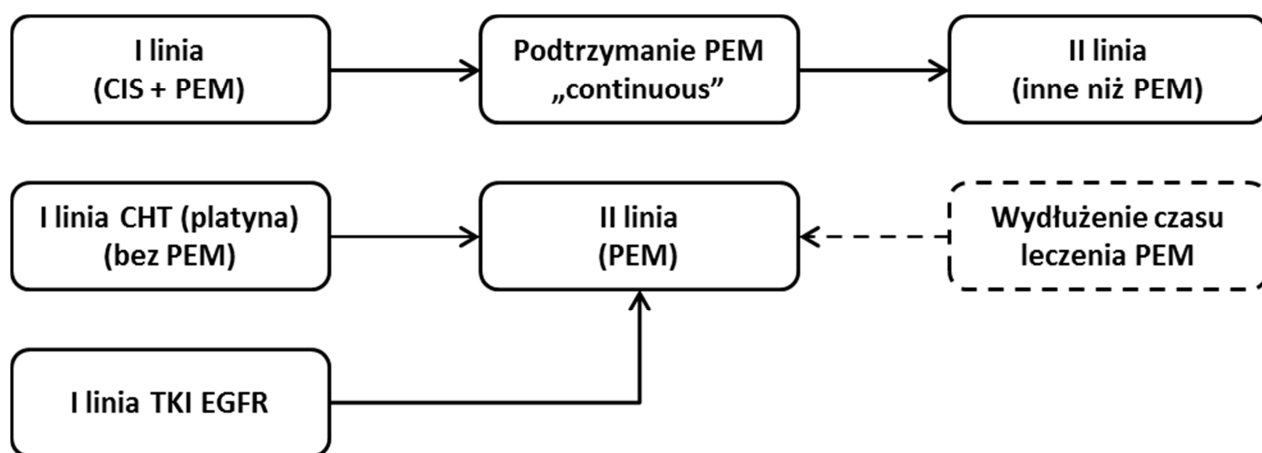 I linia
(CIS + PEM)
Podtrzymanie PEM
„continuous”
II linia
(inne niż PEM)
I linia CHT (platyna)
(bez PEM)
II linia
(PEM)
Wydłużenie czasu
leczenia PEM
I linia TKI EGFR